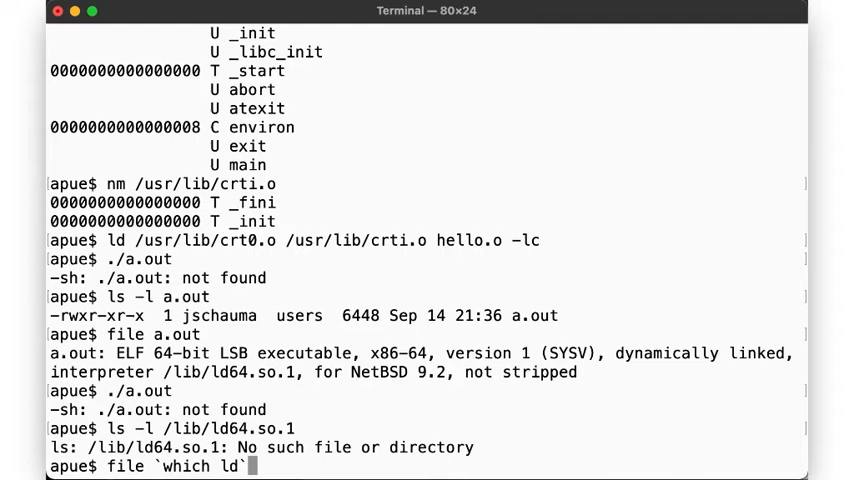 Terminal — 80×24
U _init
U _libc_init
0000000000000000 T _start
U abort
U atexit
0000000000000008 C environ
U exit
U main
apue$ nm /usr/lib/crti.o
0000000000000000 T _fini
0000000000000000 T _init
apue$ ld /usr/lib/crt0.o /usr/lib/crti.o hello.o -lc
apue$ ./a.out
-sh: ./a.out: not found
apue$ ls -l a.out
-rwxr-xr-x  1 jschauma  users  6448 Sep 14 21:36 a.out
apue$ file a.out
a.out: ELF 64-bit LSB executable, x86-64, version 1 (SYSV), dynamically linked,
interpreter /lib/ld64.so.1, for NetBSD 9.2, not stripped
apue$ ./a.out
-sh: ./a.out: not found
apue$ ls -l /lib/ld64.so.1
ls: /lib/ld64.so.1: No such file or directory
apue$ file `which ld`